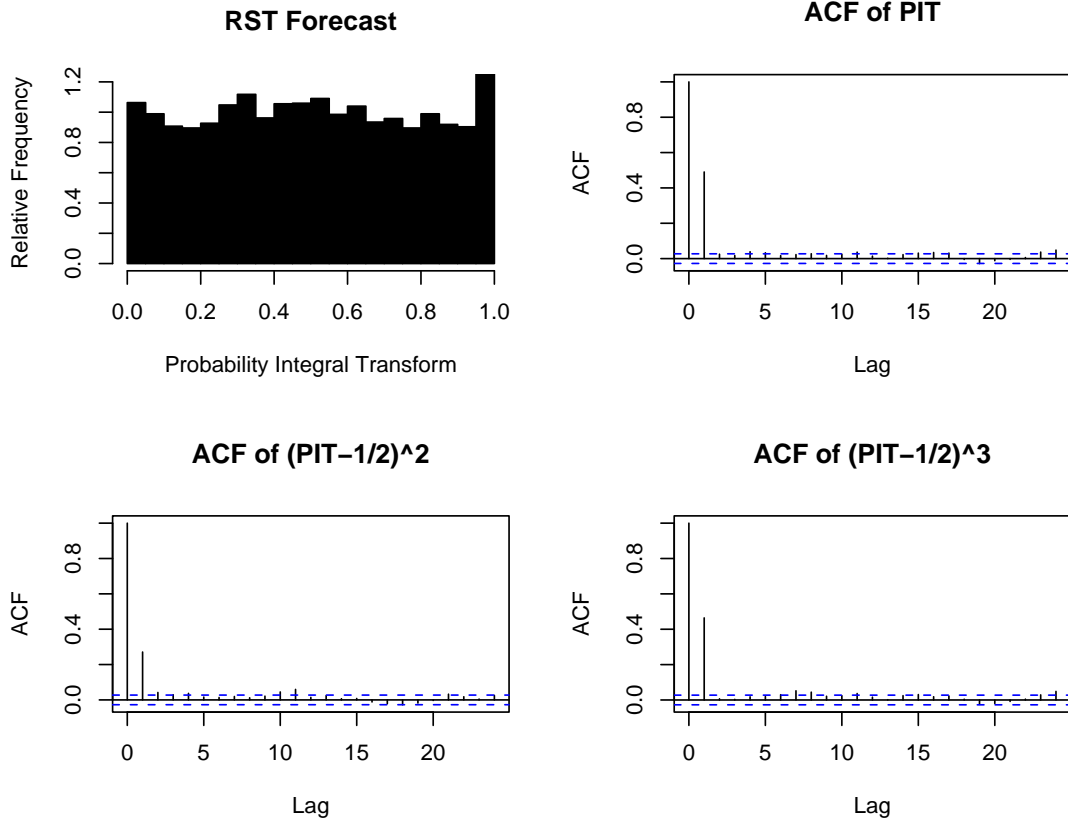 RST Forecast
Relative Frequency
0.0 0.4 0.8 1.2
0.0 0.2 0.4 0.6 0.8 1.0
Probability Integral Transform
ACF of PIT
ACF
0.0 0.4 0.8
0 5 10 15 20
Lag
ACF of (PIT−1/2)^2
ACF
0.0 0.4 0.8
0 5 10 15 20
Lag
ACF of (PIT−1/2)^3
ACF
0.0 0.4 0.8
0 5 10 15 20
Lag